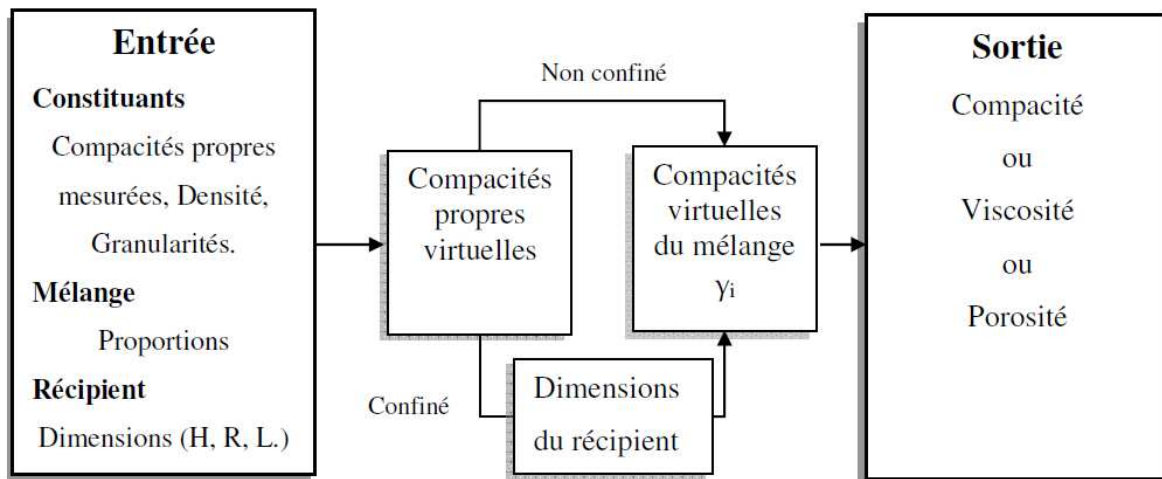 Entrée
Constituants
Compacités propres
mesurées, Densité,
Granularités.
Mélange
Proportions
Récipient
Dimensions (H, R, L.)
Non confiné
Compacités
propres
virtuelles
Confiné
Dimensions
du récipient
Compacités
virtuelles
du mélange
γi
Sortie
Compacité
ou
Viscosité
ou
Porosité